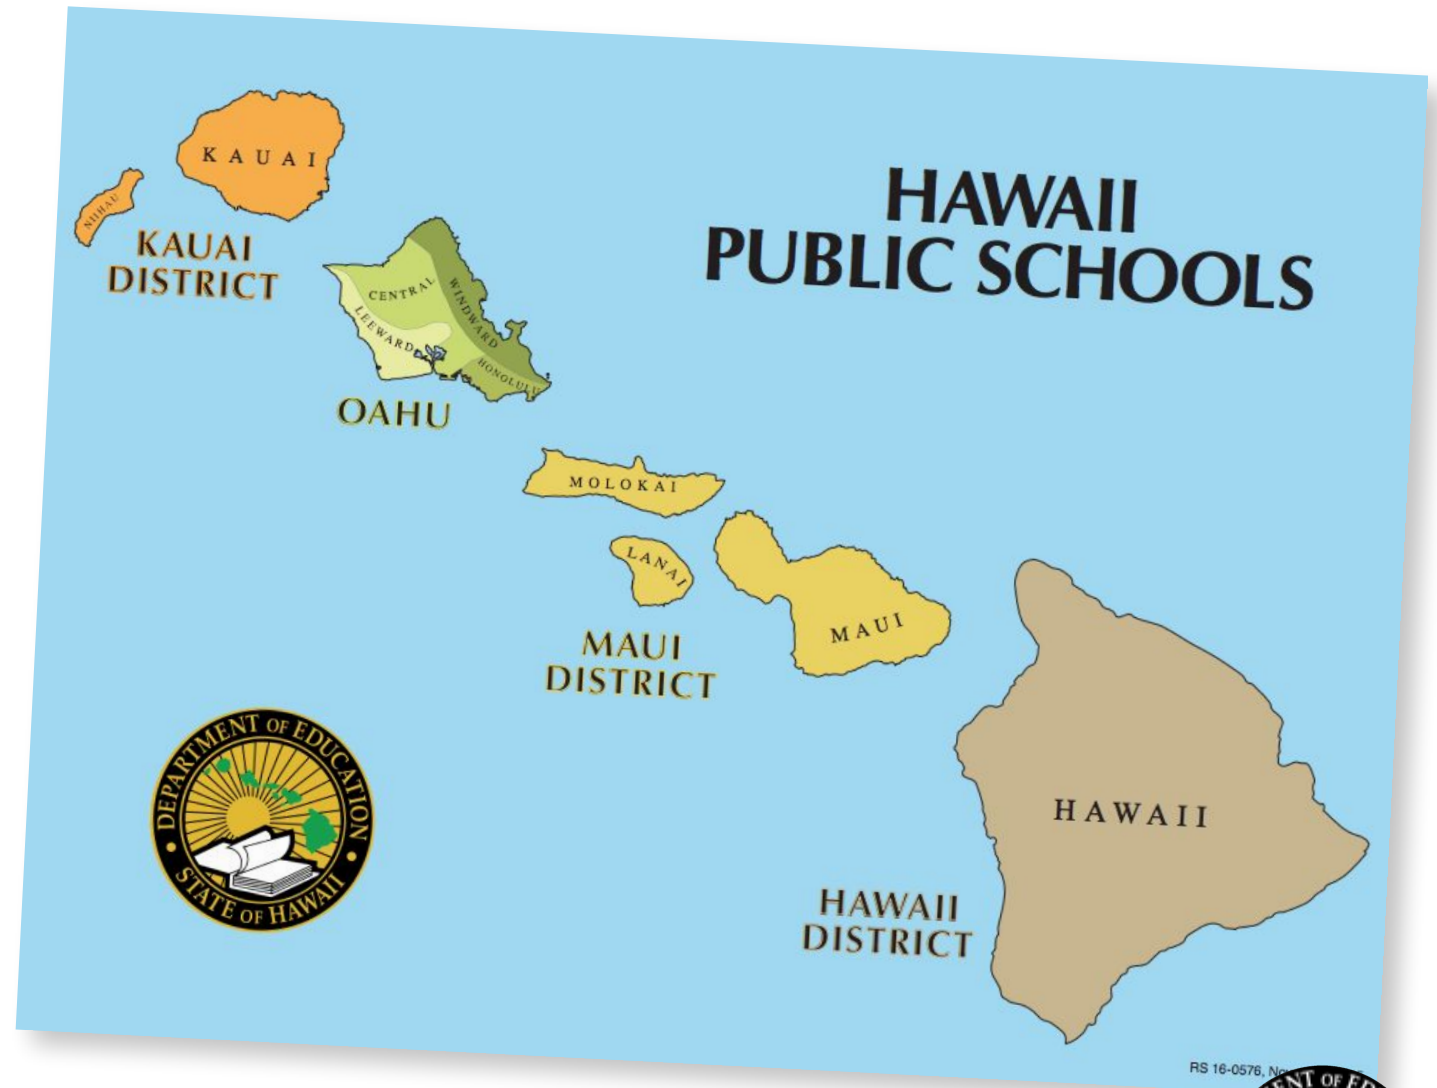 HAWAII
PUBLIC SCHOOLS
KAUAI
NIIHAU
KAUAI
DISTRICT
CENTRAL
WINDWARD
LEEWARD
HONOLULU
OAHU
MOLOKAI
LANAI
MAUI
MAUI
DISTRICT
HAWAII
HAWAII
DISTRICT
DEPARTMENT OF EDUCATION
STATE OF HAWAII
RS 16-0576,
OF